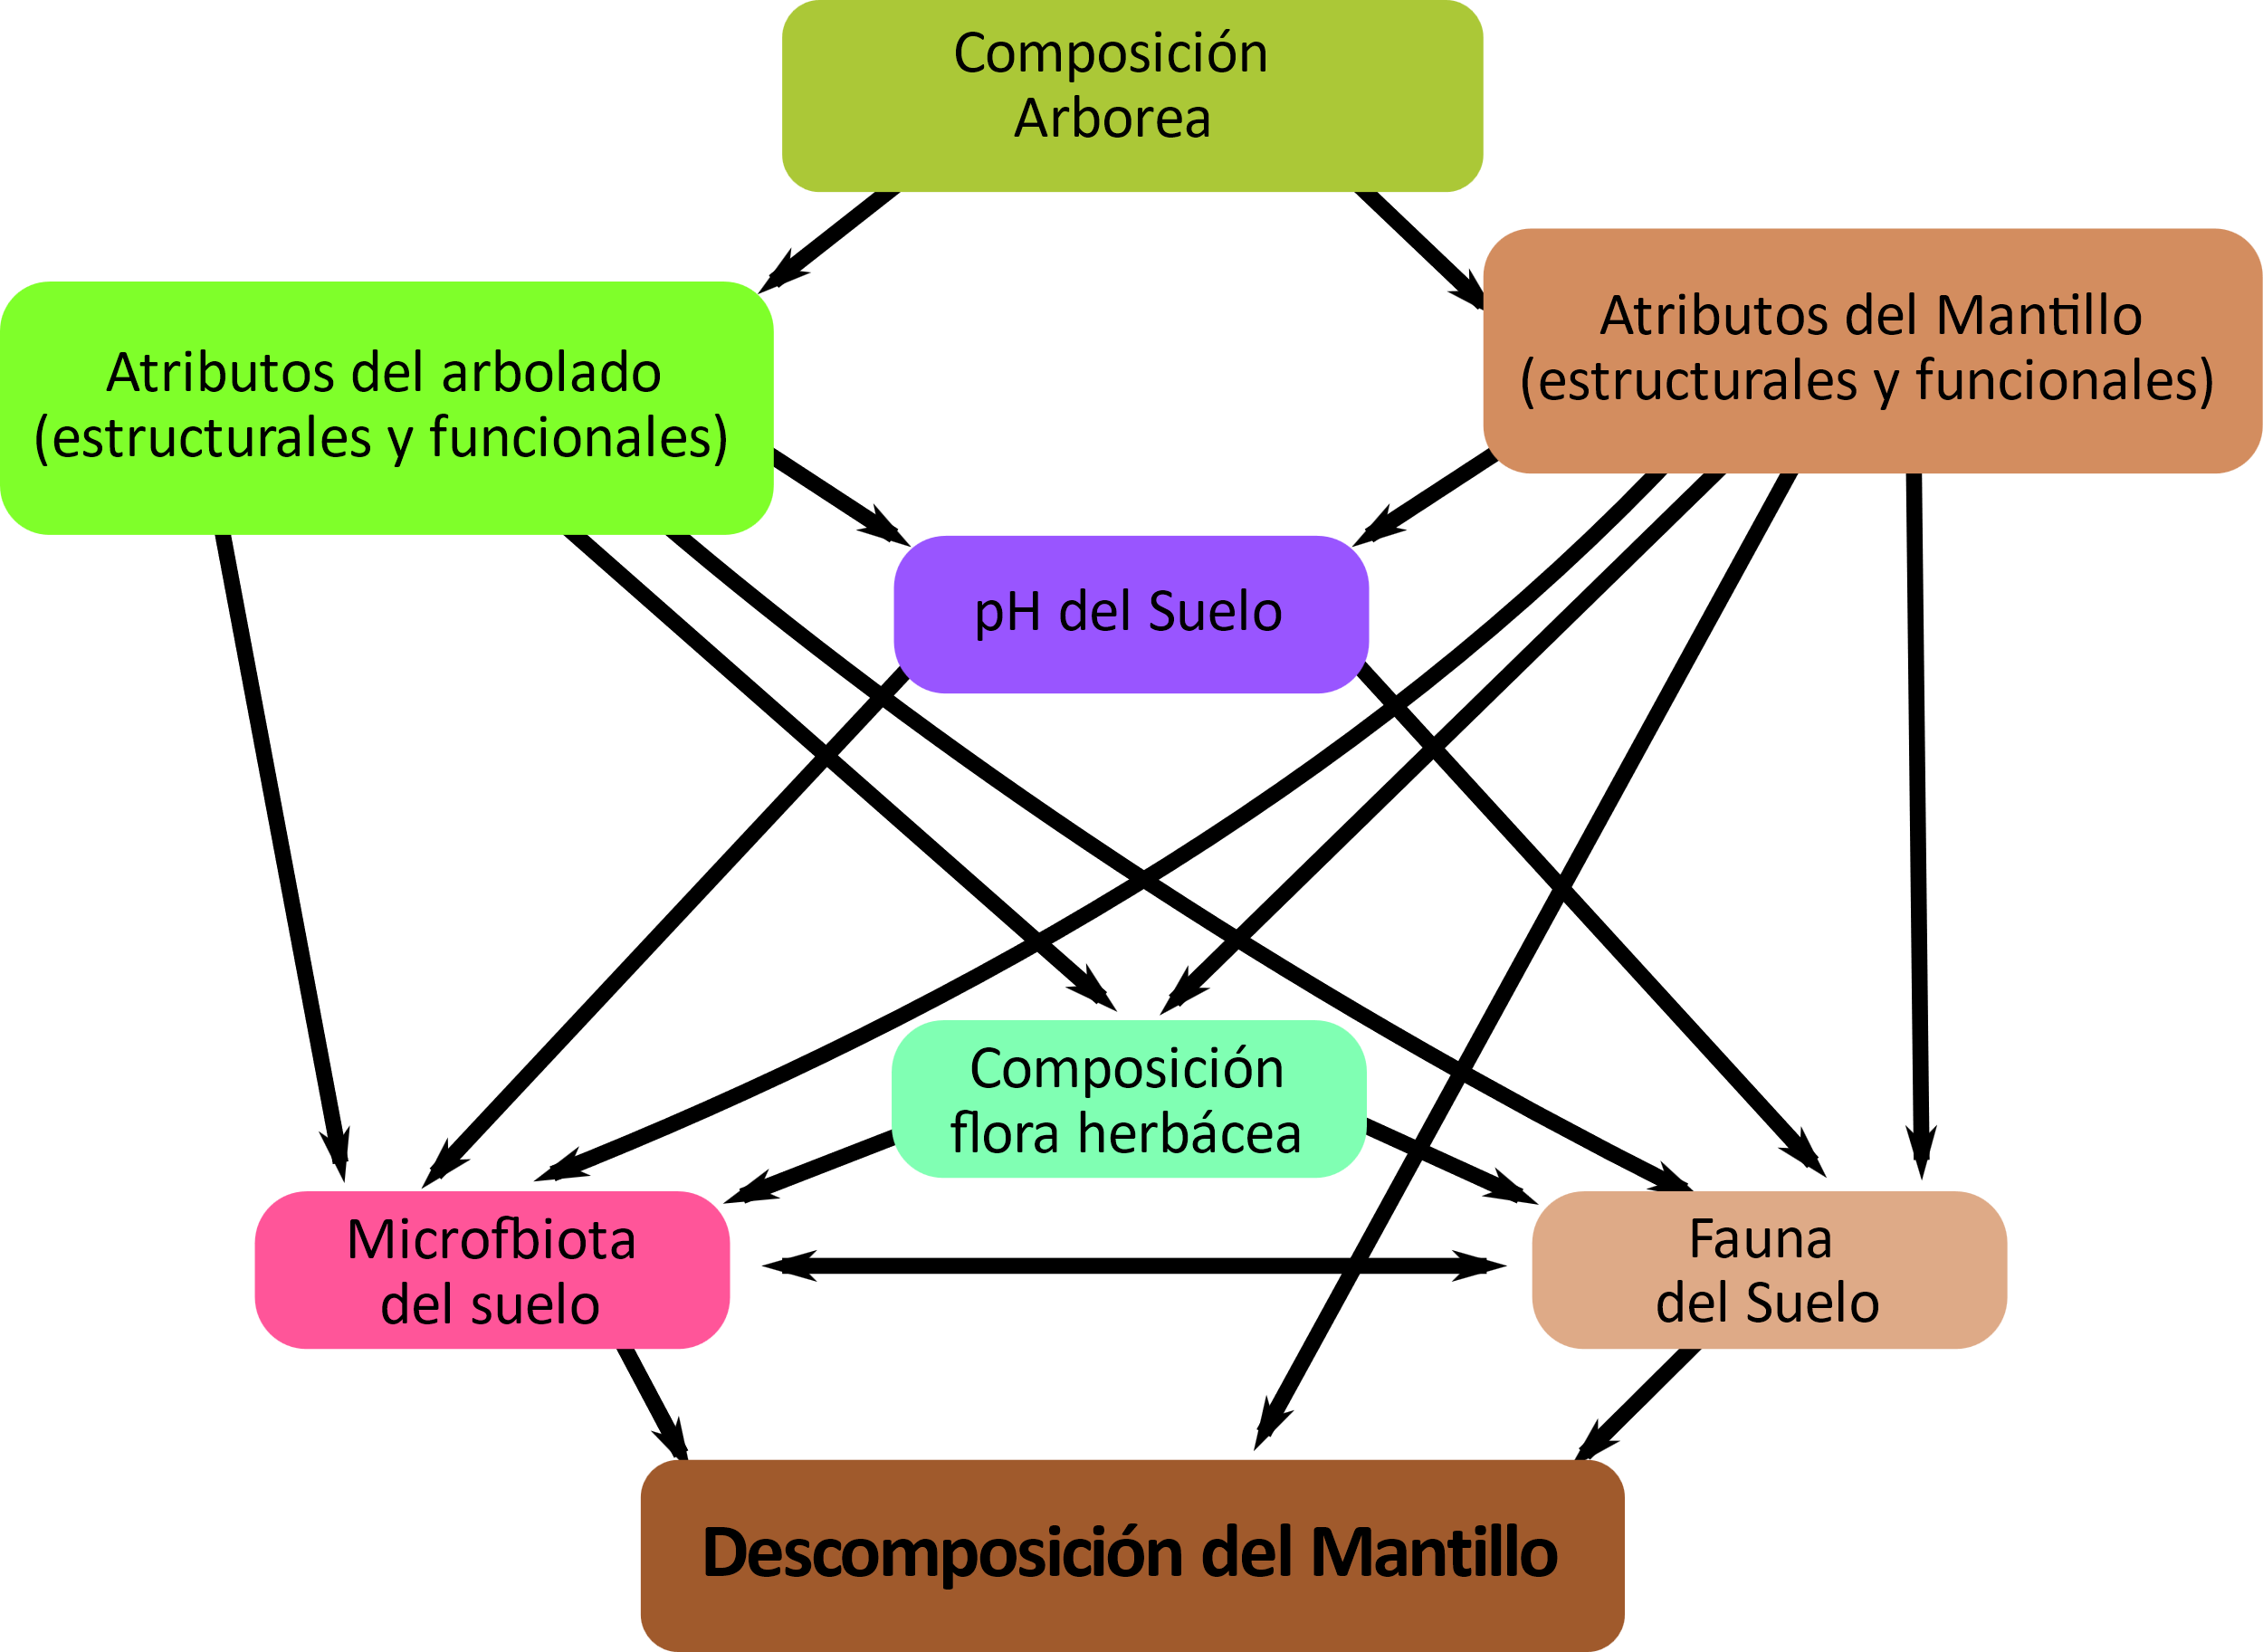 Composición
Arborea
Atributos del arbolado
(estructurales y funcionales)
Atributos del Mantillo
(estructurales y funcionales)
pH del Suelo
Composición
flora herbácea
Microfbiota
del suelo
Fauna
del Suelo
Descomposición del Mantillo